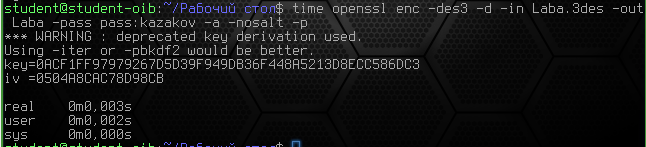 student@student-oib:~/Рабочий стол$ time openssl enc -des3 -d -in Laba.3des -out
 Laba -pass pass:kazakov -a -nosalt -p
*** WARNING : deprecated key derivation used.
Using -iter or -pbkdf2 would be better.
key=0ACF1FF97979267D5D39F949DB36F448A5213D8ECC586DC3
iv =0504A8CAC78D98CB

real    0m0,003s
user    0m0,002s
sys     0m0,000s
student@student-oib:~/Рабочий стол$